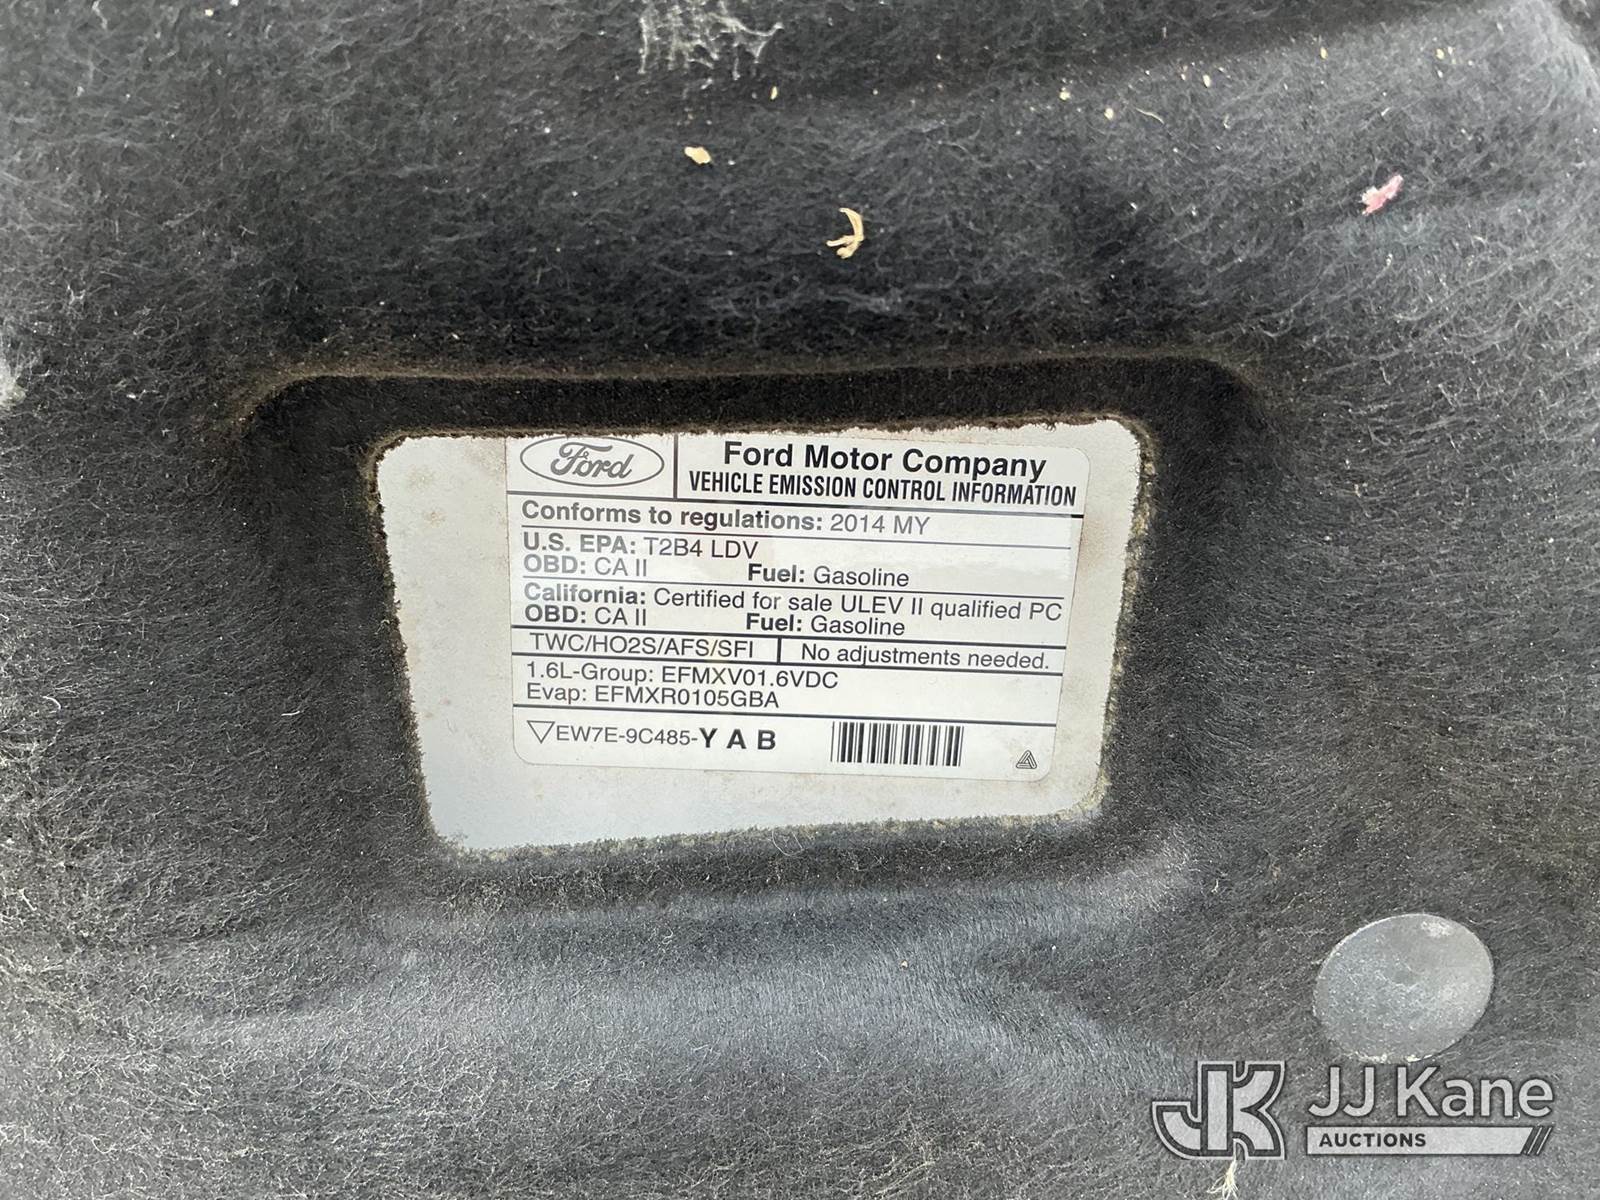 Ford
Ford Motor Company
VEHICLE EMISSION CONTROL INFORMATION
Conforms to regulations: 2014 MY
U.S. EPA: T2B4 LDV
OBD: CA II Fuel: Gasoline
California: Certified for sale ULEV II qualified PC
OBD: CA II Fuel: Gasoline
TWC/HO2S/AFS/SFI No adjustments needed.
1.6L-Group: EFMXV01.6VDC
Evap: EFMXR0105GBA
EW7E-9C485-Y A B
JK JJ Kane
AUCTIONS